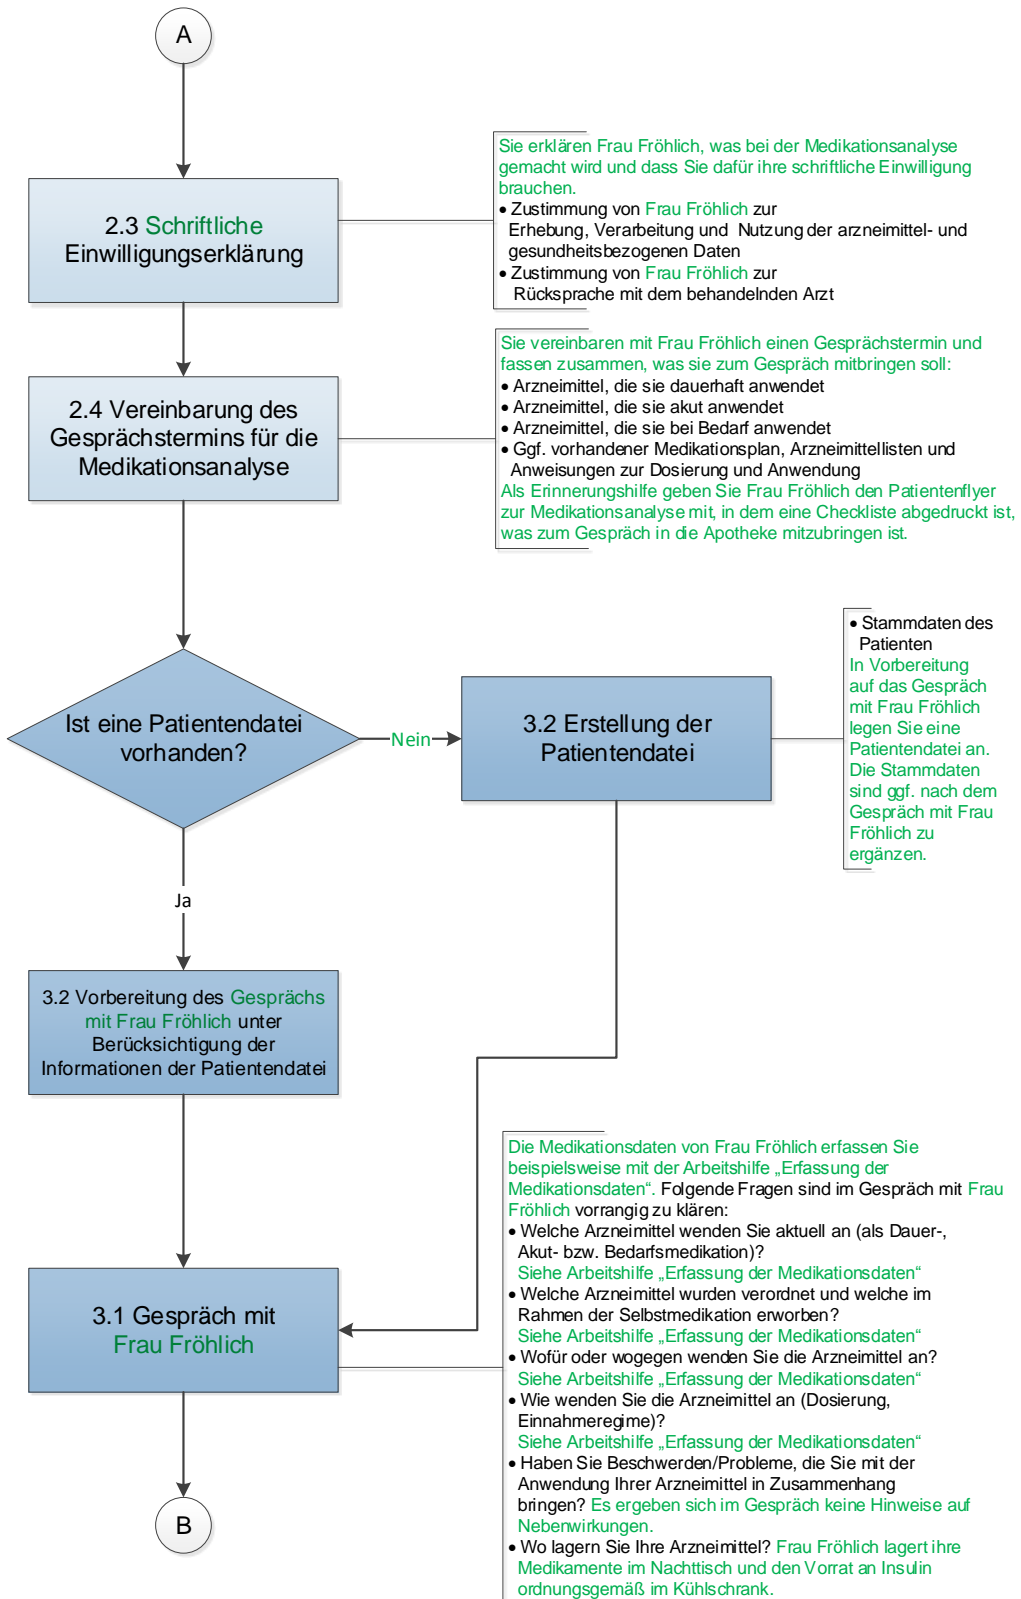 A
Sie erklären Frau Fröhlich, was bei der Medikationsanalyse
gemacht wird und dass Sie dafür ihre schriftliche Einwilligung
brauchen.
• Zustimmung von Frau Fröhlich zur
Erhebung, Verarbeitung und Nutzung der arzneimittel- und
gesundheitsbezogenen Daten
• Zustimmung von Frau Fröhlich zur
Rücksprache mit dem behandelnden Arzt
2.3 Schriftliche
Einwilligungserklärung
Sie vereinbaren mit Frau Fröhlich einen Gesprächstermin und
fassen zusammen, was sie zum Gespräch mitbringen soll:
• Arzneimittel, die sie dauerhaft anwendet
• Arzneimittel, die sie akut anwendet
• Arzneimittel, die sie bei Bedarf anwendet
• Ggf. vorhandener Medikationsplan, Arzneimittellisten und
Anweisungen zur Dosierung und Anwendung
Als Erinnerungshilfe geben Sie Frau Fröhlich den Patientenflyer
zur Medikationsanalyse mit, in dem eine Checkliste abgedruckt ist,
was zum Gespräch in die Apotheke mitzubringen ist.
2.4 Vereinbarung des
Gesprächstermins für die
Medikationsanalyse
Ist eine Patientendatei
vorhanden?
Nein
3.2 Erstellung der
Patientendatei
• Stammdaten des
Patienten
In Vorbereitung
auf das Gespräch
mit Frau Fröhlich
legen Sie eine
Patientendatei an.
Die Stammdaten
sind ggf. nach dem
Gespräch mit Frau
Fröhlich zu
ergänzen.
Ja
3.2 Vorbereitung des Gesprächs
mit Frau Fröhlich unter
Berücksichtigung der
Informationen der Patientendatei
3.1 Gespräch mit
Frau Fröhlich
Die Medikationsdaten von Frau Fröhlich erfassen Sie
beispielsweise mit der Arbeitshilfe „Erfassung der
Medikationsdaten“. Folgende Fragen sind im Gespräch mit Frau
Fröhlich vorrangig zu klären:
• Welche Arzneimittel wenden Sie aktuell an (als Dauer-,
Akut- bzw. Bedarfsmedikation)?
Siehe Arbeitshilfe „Erfassung der Medikationsdaten“
• Welche Arzneimittel wurden verordnet und welche im
Rahmen der Selbstmedikation erworben?
Siehe Arbeitshilfe „Erfassung der Medikationsdaten“
• Wofür oder wogegen wenden Sie die Arzneimittel an?
Siehe Arbeitshilfe „Erfassung der Medikationsdaten“
• Wie wenden Sie die Arzneimittel an (Dosierung,
Einnahmeregime)?
Siehe Arbeitshilfe „Erfassung der Medikationsdaten“
• Haben Sie Beschwerden/Probleme, die Sie mit der
Anwendung Ihrer Arzneimittel in Zusammenhang
bringen? Es ergeben sich im Gespräch keine Hinweise auf
Nebenwirkungen.
• Wo lagern Sie Ihre Arzneimittel? Frau Fröhlich lagert ihre
Medikamente im Nachttisch und den Vorrat an Insulin
ordnungsgemäß im Kühlschrank.
B